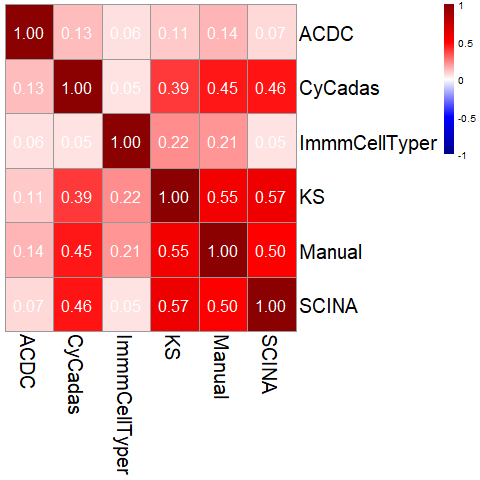 1.00 0.13 0.06 0.11 0.14 0.07 ACDC
0.13 1.00 0.05 0.39 0.45 0.46 CyCadas
0.06 0.05 1.00 0.22 0.21 0.05 ImmmCellTyper
0.11 0.39 0.22 1.00 0.55 0.57 KS
0.14 0.45 0.21 0.55 1.00 0.50 Manual
0.07 0.46 0.05 0.57 0.50 1.00 SCINA
ACDC
CyCadas
ImmmCellTyper
KS
Manual
SCINA
1
0.5
0
-0.5
-1